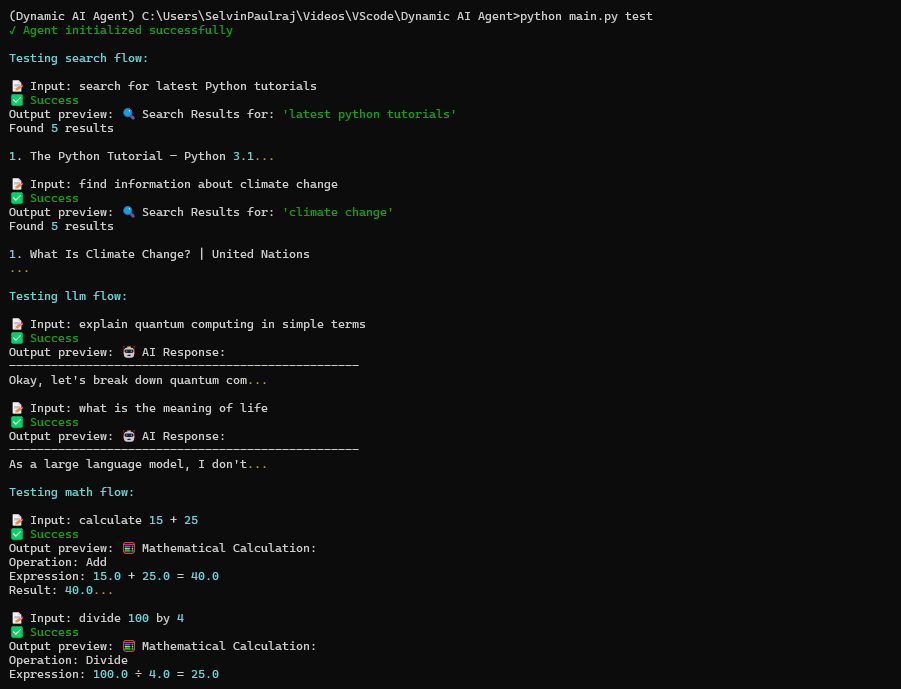 (Dynamic AI Agent) C:\Users\SelvinPaulraj\Videos\VScode\Dynamic AI Agent>python main.py test
√ Agent initialized successfully
Testing search flow:
📝 Input: search for latest Python tutorials
✅ Success
Output preview: 🔍 Search Results for: 'latest python tutorials'
Found 5 results
1. The Python Tutorial — Python 3.1...
📝 Input: find information about climate change
✅ Success
Output preview: 🔍 Search Results for: 'climate change'
Found 5 results
1. What Is Climate Change? | United Nations
...
Testing llm flow:
📝 Input: explain quantum computing in simple terms
✅ Success
Output preview: 🤖 AI Response:
──────────────────────────────────────────────────
Okay, let's break down quantum com...
📝 Input: what is the meaning of life
✅ Success
Output preview: 🤖 AI Response:
──────────────────────────────────────────────────
As a large language model, I don't...
Testing math flow:
📝 Input: calculate 15 + 25
✅ Success
Output preview: 🧮 Mathematical Calculation:
Operation: Add
Expression: 15.0 + 25.0 = 40.0
Result: 40.0...
📝 Input: divide 100 by 4
✅ Success
Output preview: 🧮 Mathematical Calculation:
Operation: Divide
Expression: 100.0 ÷ 4.0 = 25.0